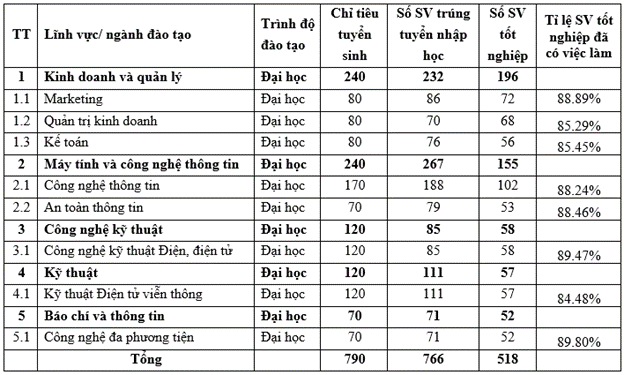 TT Lĩnh vực/ ngành đào tạo Trình độ đào tạo Chỉ tiêu tuyển sinh Số SV trúng tuyển nhập học Số SV tốt nghiệp Tỉ lệ SV tốt nghiệp đã có việc làm
1 Kinh doanh và quản lý Đại học 240 232 196
1.1 Marketing Đại học 80 86 72 88.89%
1.2 Quản trị kinh doanh Đại học 80 70 68 85.29%
1.3 Kế toán Đại học 80 76 56 85.45%
2 Máy tính và công nghệ thông tin Đại học 240 267 155
2.1 Công nghệ thông tin Đại học 170 188 102 88.24%
2.2 An toàn thông tin Đại học 70 79 53 88.46%
3 Công nghệ kỹ thuật Đại học 120 85 58
3.1 Công nghệ kỹ thuật Điện, điện tử Đại học 120 85 58 89.47%
4 Kỹ thuật Đại học 120 111 57
4.1 Kỹ thuật Điện tử viễn thông Đại học 120 111 57 84.48%
5 Báo chí và thông tin Đại học 70 71 52
5.1 Công nghệ đa phương tiện Đại học 70 71 52 89.80%
Tổng 790 766 518